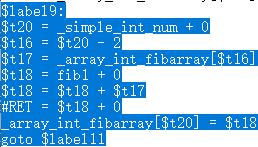 $label9:
$t20 = _simple_int_num + 0
$t16 = $t20 - 2
$t17 = _array_int_fibarray[$t16]
$t18 = fib1 + 0
$t18 = $t18 + $t17
#RET = $t18 + 0
_array_int_fibarray[$t20] = $t18
goto $label11